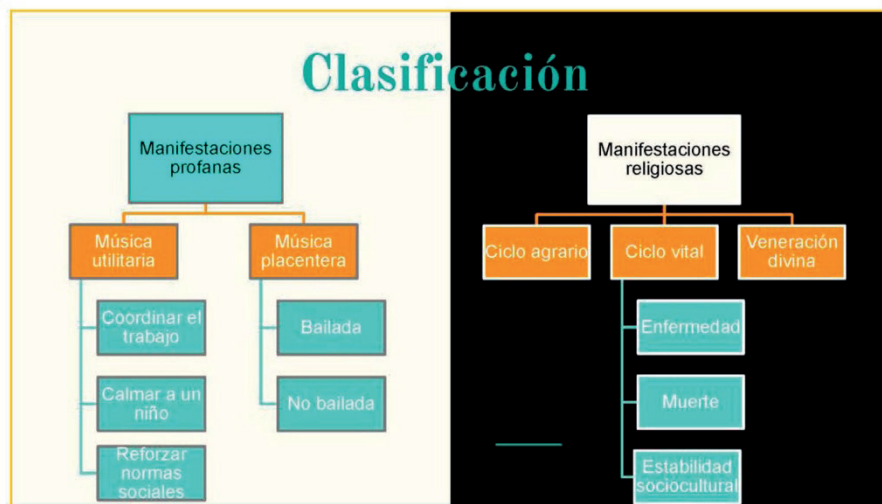 Clasificación
Manifestaciones
profanas
Música
utilitaria
Coordinar el
trabajo
Calmar a un
niño
Reforzar
normas
sociales
Música
placentera
Bailada
No bailada
Manifestaciones
religiosas
Ciclo agrario
Ciclo vital
Enfermedad
Muerte
Estabilidad
sociocultural
Veneración
divina